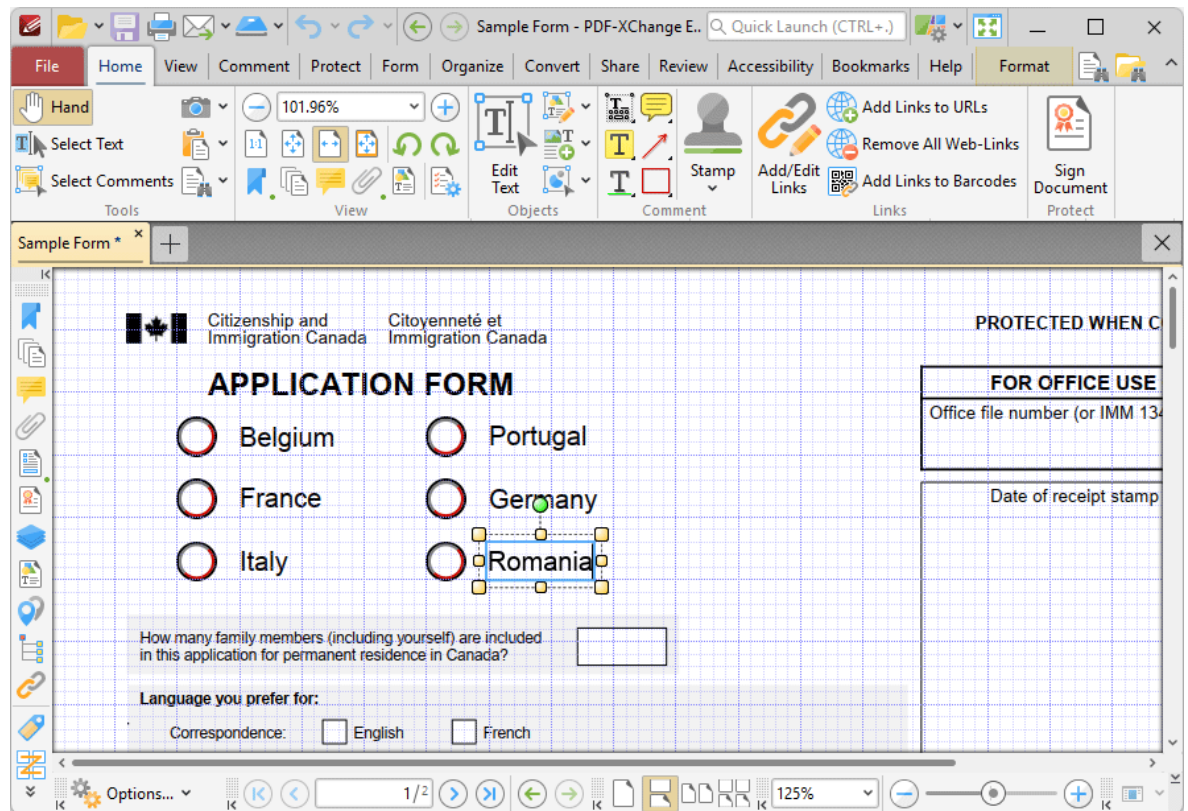 Sample Form - PDF-XChange E..
Quick Launch (CTRL+.)
File Home View Comment Protect Form Organize Convert Share Review Accessibility Bookmarks Help Format
Hand
Select Text
Select Comments
Tools
101.96%
1:1
View
Edit Text
Objects
Comment
Stamp
Add/Edit Links
Add Links to URLs
Remove All Web-Links
Add Links to Barcodes
Links
Sign Document
Protect
Sample Form *
Citizenship and Immigration Canada
Citoyenneté et Immigration Canada
PROTECTED WHEN C
APPLICATION FORM
FOR OFFICE USE
Office file number (or IMM 134
Belgium Portugal
France Germany
Date of receipt stamp
Italy Romania
How many family members (including yourself) are included
in this application for permanent residence in Canada?
Language you prefer for:
Correspondence: English French
Options...
1/2
125%